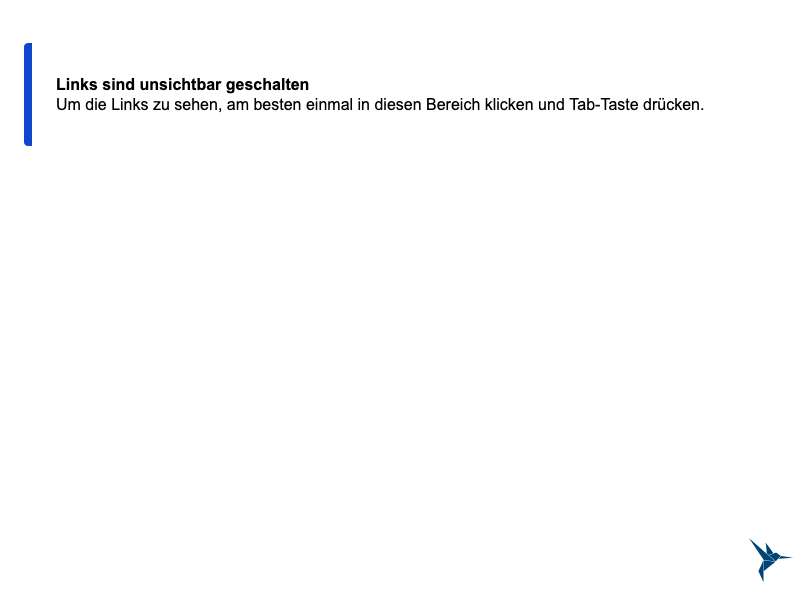 Links sind unsichtbar geschalten
Um die Links zu sehen, am besten einmal in diesen Bereich klicken und Tab-Taste drücken.